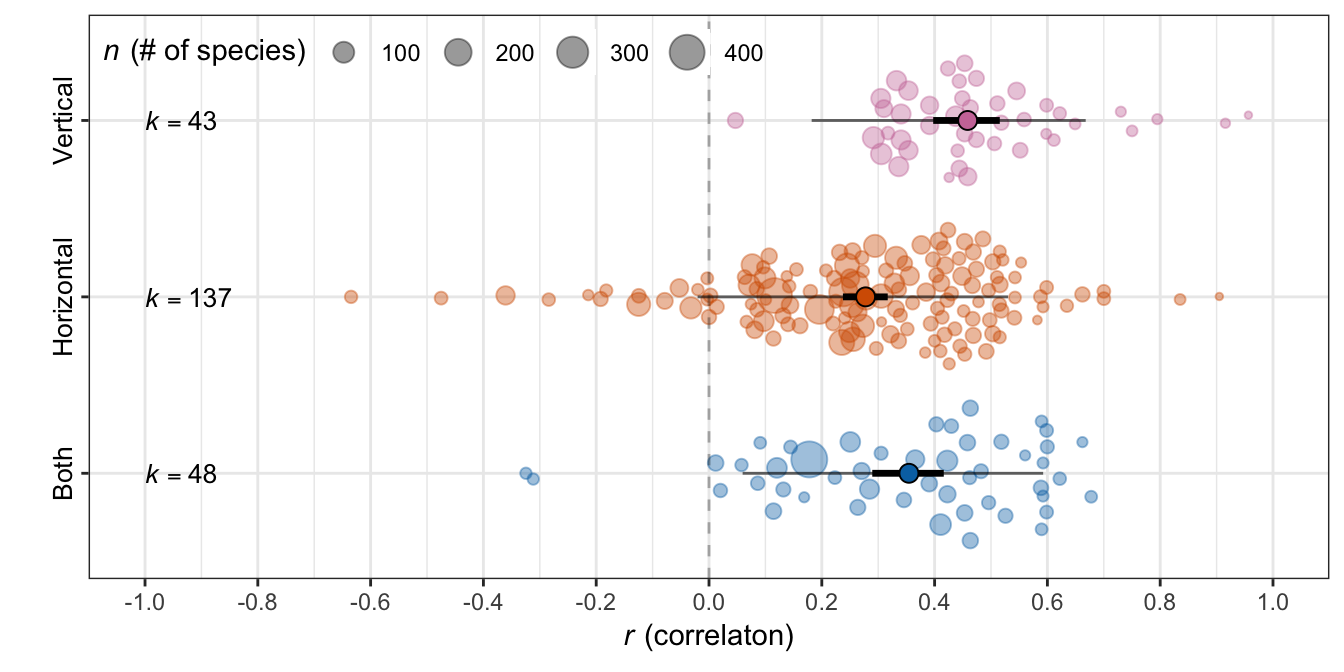 n (# of species) 100 200 300 400
Vertical
k = 43
Horizontal
k = 137
Both
k = 48
-1.0 -0.8 -0.6 -0.4 -0.2 0.0 0.2 0.4 0.6 0.8 1.0
r (correlaton)